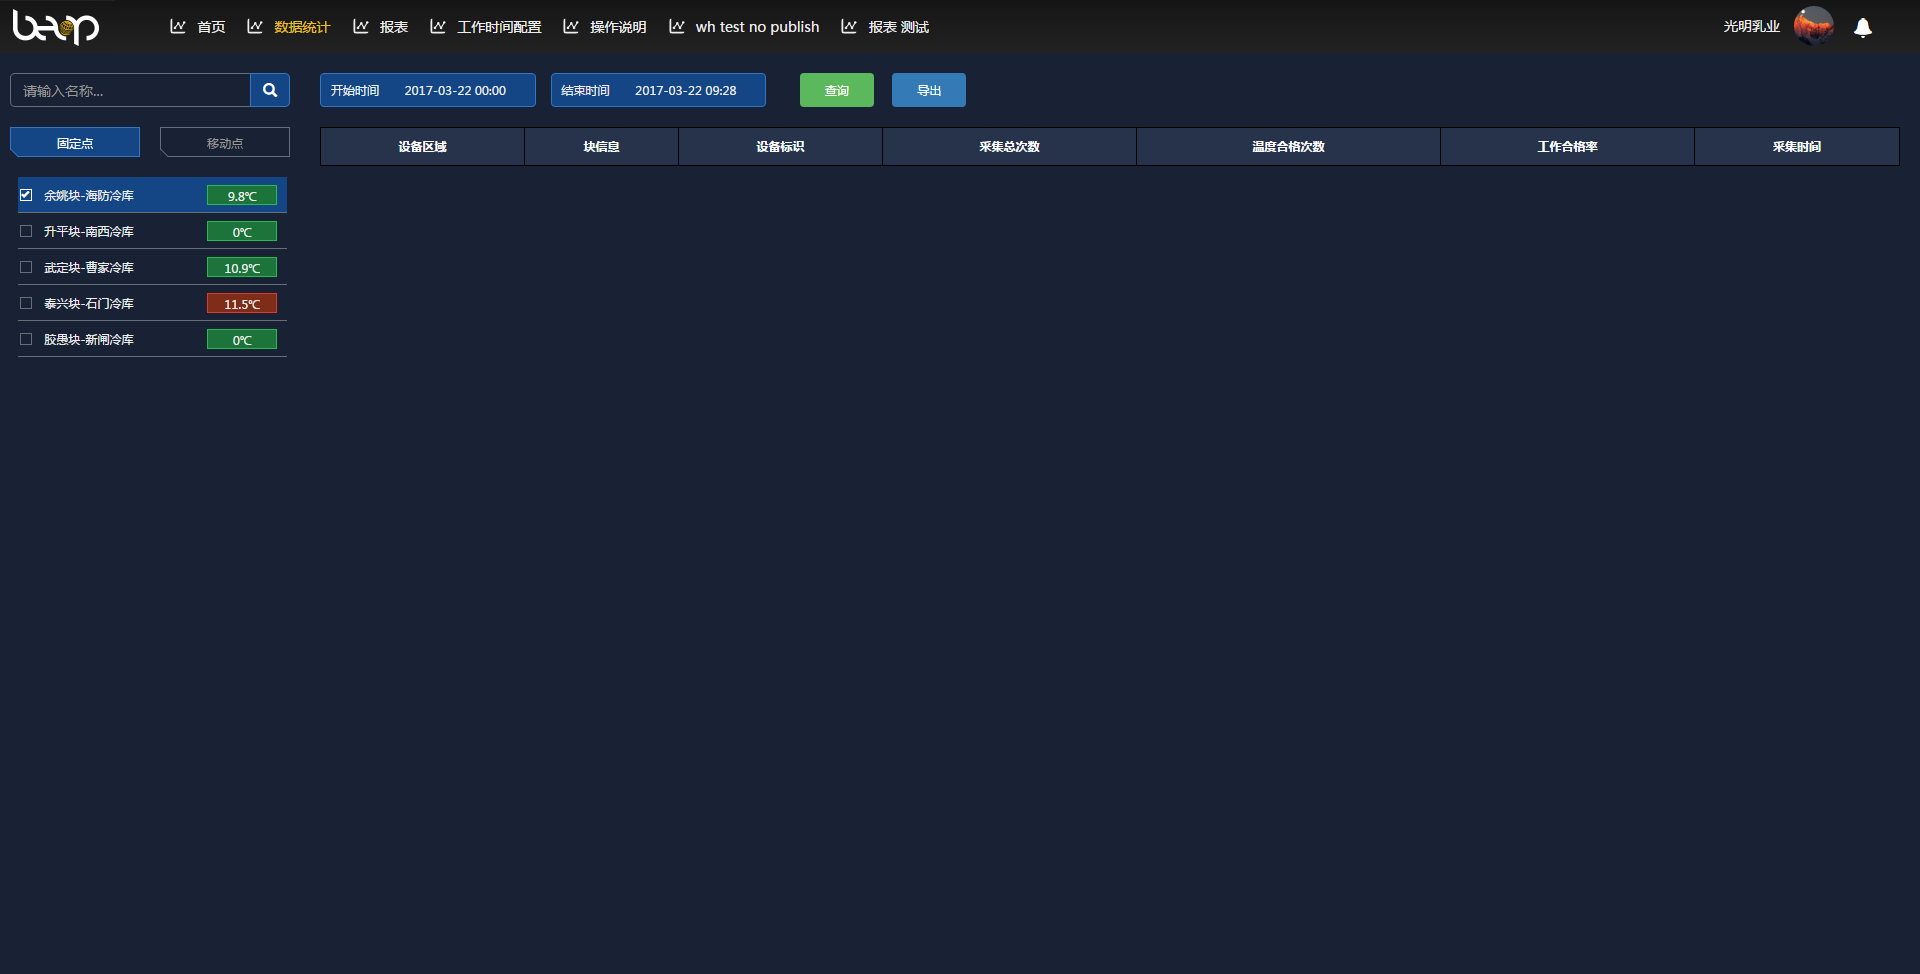 beop
首页 数据统计 报表 工作时间配置 操作说明 wh test no publish 报表 测试 光明乳业
请输入名称...
开始时间 2017-03-22 00:00 结束时间 2017-03-22 09:28 查询 导出
固定点 移动点
设备区域 块信息 设备标识 采集总次数 温度合格次数 工作合格率 采集时间
余姚块-海防冷库 9.8℃
升平块-南西冷库 0℃
武定块-曹家冷库 10.9℃
泰兴块-石门冷库 11.5℃
胶愚块-新闸冷库 0℃